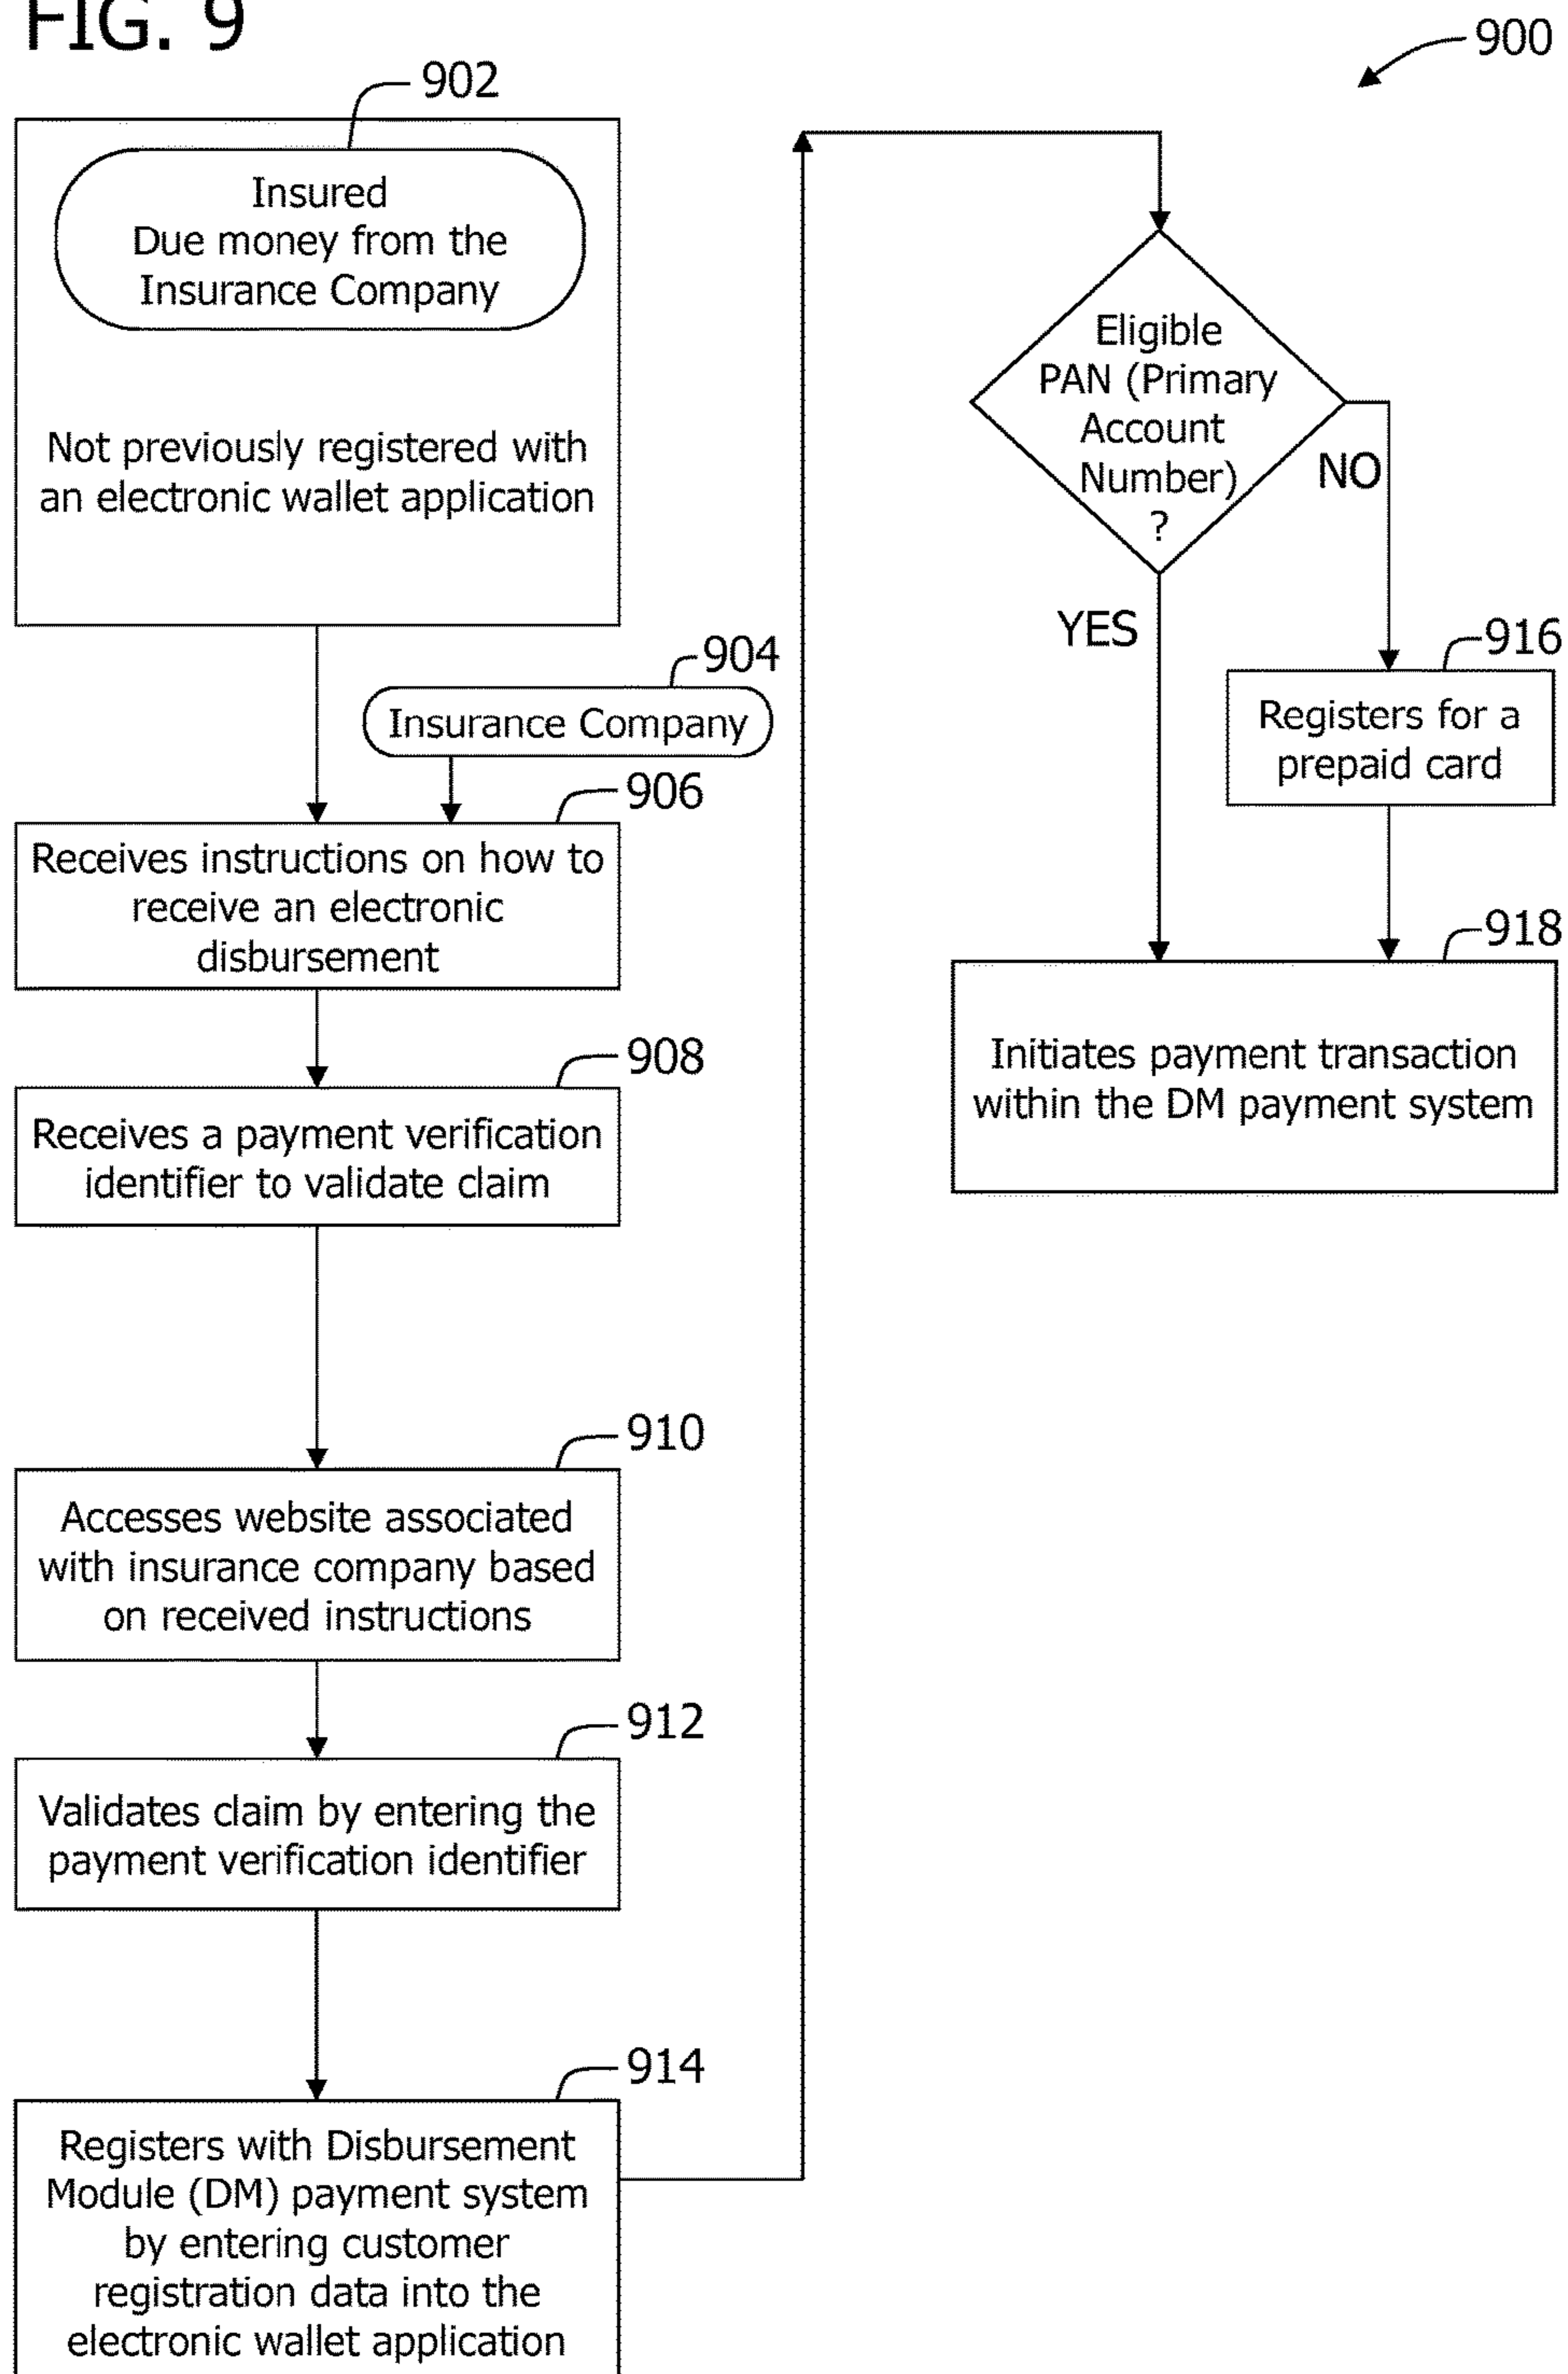 FIG. 9
900
902
Insured
Due money from the
Insurance Company
Not previously registered with
an electronic wallet application
904
Insurance Company
906
Receives instructions on how to
receive an electronic
disbursement
908
Receives a payment verification
identifier to validate claim
910
Accesses website associated
with insurance company based
on received instructions
912
Validates claim by entering the
payment verification identifier
914
Registers with Disbursement
Module (DM) payment system
by entering customer
registration data into the
electronic wallet application
Eligible
PAN (Primary
Account
Number)
?
NO
YES
916
Registers for a
prepaid card
918
Initiates payment transaction
within the DM payment system